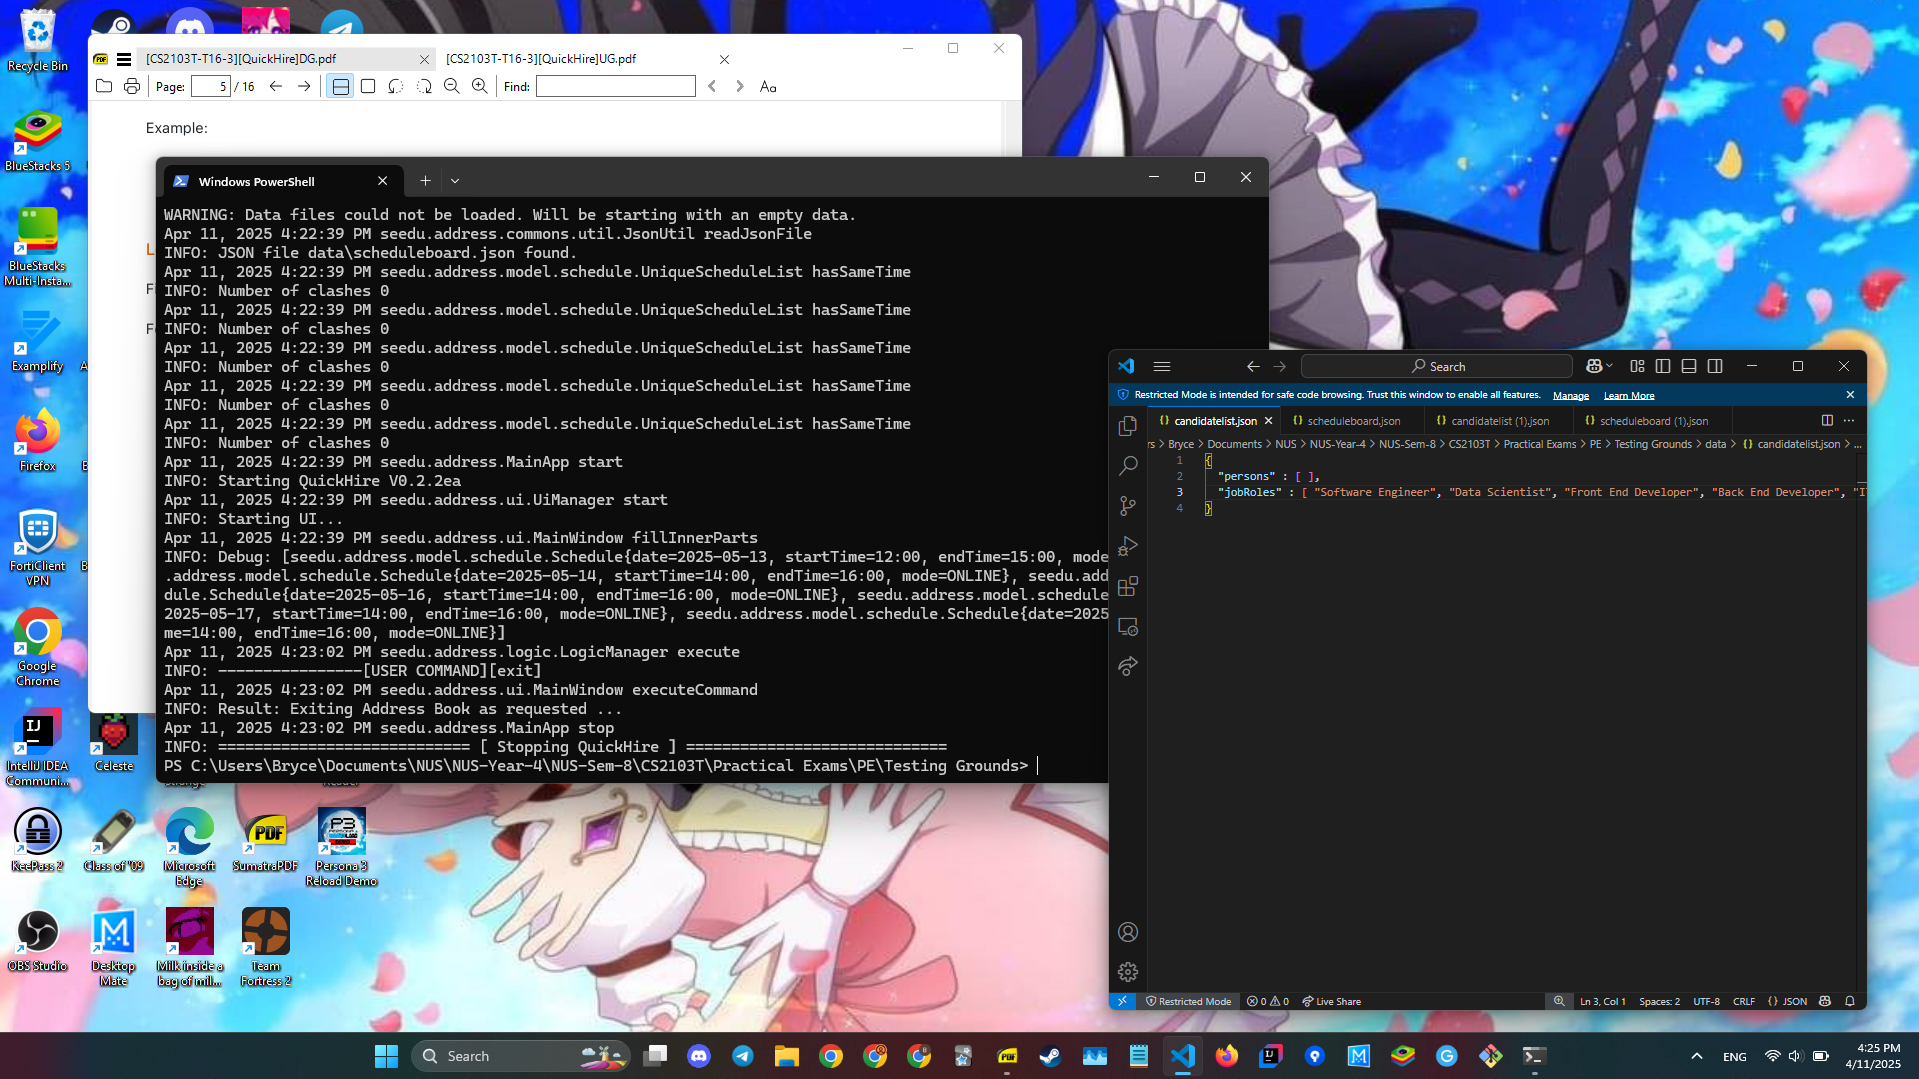 Recycle Bin
BlueStacks 5
BlueStacks
Multi-Insta...
Examplify
Firefox
FortiClient
VPN
Google
Chrome
IntelliJ IDEA
Communi...
Celeste
KeePass 2
Class of '09
Microsoft
Edge
SumatraPDF
Persona 3
Reload Demo
OBS Studio
Desktop
Mate
Milk inside a
bag of mil...
Team
Fortress 2
[CS2103T-T16-3][QuickHire]DG.pdf
[CS2103T-T16-3][QuickHire]UG.pdf
Page: 5 / 16
Find:
Aa
Example:
Windows PowerShell
WARNING: Data files could not be loaded. Will be starting with an empty data.
Apr 11, 2025 4:22:39 PM seedu.address.commons.util.JsonUtil readJsonFile
INFO: JSON file data\scheduleboard.json found.
Apr 11, 2025 4:22:39 PM seedu.address.model.schedule.UniqueScheduleList hasSameTime
INFO: Number of clashes 0
Apr 11, 2025 4:22:39 PM seedu.address.model.schedule.UniqueScheduleList hasSameTime
INFO: Number of clashes 0
Apr 11, 2025 4:22:39 PM seedu.address.model.schedule.UniqueScheduleList hasSameTime
INFO: Number of clashes 0
Apr 11, 2025 4:22:39 PM seedu.address.model.schedule.UniqueScheduleList hasSameTime
INFO: Number of clashes 0
Apr 11, 2025 4:22:39 PM seedu.address.model.schedule.UniqueScheduleList hasSameTime
INFO: Number of clashes 0
Apr 11, 2025 4:22:39 PM seedu.address.MainApp start
INFO: Starting QuickHire V0.2.2ea
Apr 11, 2025 4:22:39 PM seedu.address.ui.UiManager start
INFO: Starting UI...
Apr 11, 2025 4:22:39 PM seedu.address.ui.MainWindow fillInnerParts
INFO: Debug: [seedu.address.model.schedule.Schedule{date=2025-05-13, startTime=12:00, endTime=15:00, mode
.address.model.schedule.Schedule{date=2025-05-14, startTime=14:00, endTime=16:00, mode=ONLINE}, seedu.add
dule.Schedule{date=2025-05-16, startTime=14:00, endTime=16:00, mode=ONLINE}, seedu.address.model.schedule
2025-05-17, startTime=14:00, endTime=16:00, mode=ONLINE}, seedu.address.model.schedule.Schedule{date=2025
me=14:00, endTime=16:00, mode=ONLINE}]
Apr 11, 2025 4:23:02 PM seedu.address.logic.LogicManager execute
INFO: ----------------[USER COMMAND][exit]
Apr 11, 2025 4:23:02 PM seedu.address.ui.MainWindow executeCommand
INFO: Result: Exiting Address Book as requested ...
Apr 11, 2025 4:23:02 PM seedu.address.MainApp stop
INFO: ============================ [ Stopping QuickHire ] =============================
PS C:\Users\Bryce\Documents\NUS\NUS-Year-4\NUS-Sem-8\CS2103T\Practical Exams\PE\Testing Grounds>
Search
Restricted Mode is intended for safe code browsing. Trust this window to enable all features. Manage Learn More
candidatelist.json
scheduleboard.json
candidatelist (1).json
scheduleboard (1).json
rs > Bryce > Documents > NUS > NUS-Year-4 > NUS-Sem-8 > CS2103T > Practical Exams > PE > Testing Grounds > data > {} candidatelist.json > ...
1 {
2 "persons" : [ ],
3 "jobRoles" : [ "Software Engineer", "Data Scientist", "Front End Developer", "Back End Developer", "I
4 }
Restricted Mode 0 0 Live Share Ln 3, Col 1 Spaces: 2 UTF-8 CRLF {} JSON
Search
ENG
4:25 PM
4/11/2025